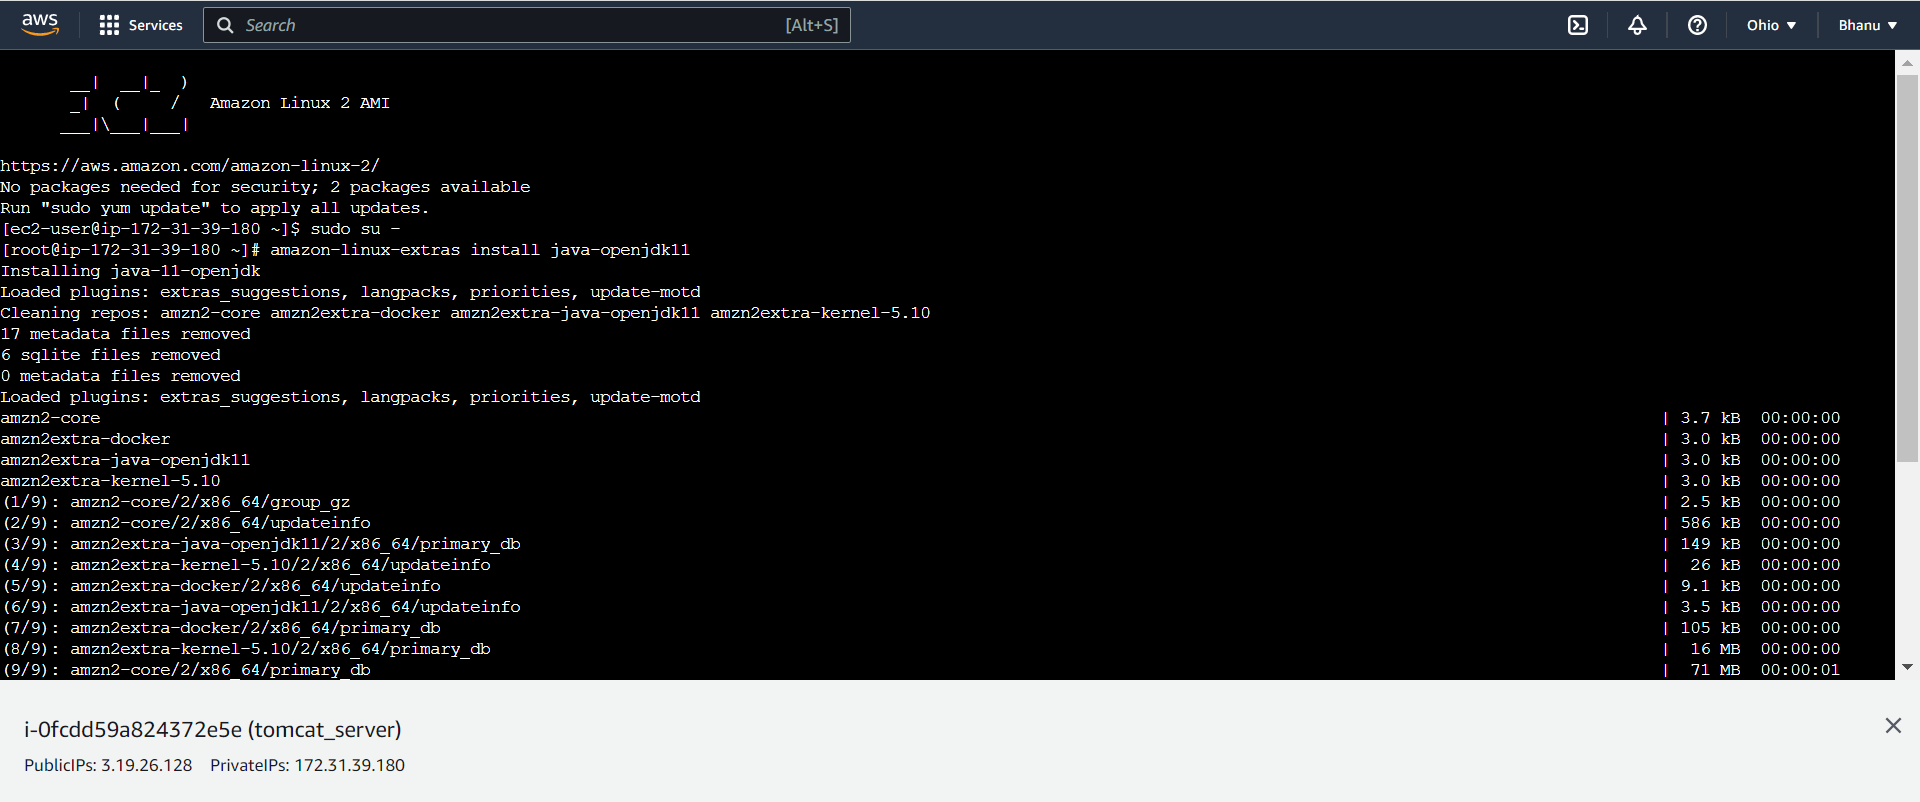 aws
Services
Search
[Alt+S]
Ohio
Bhanu
__| __|_ )
_| ( / Amazon Linux 2 AMI
___|\___|___|
https://aws.amazon.com/amazon-linux-2/
No packages needed for security; 2 packages available
Run "sudo yum update" to apply all updates.
[ec2-user@ip-172-31-39-180 ~]$ sudo su -
[root@ip-172-31-39-180 ~]# amazon-linux-extras install java-openjdk11
Installing java-11-openjdk
Loaded plugins: extras_suggestions, langpacks, priorities, update-motd
Cleaning repos: amzn2-core amzn2extra-docker amzn2extra-java-openjdk11 amzn2extra-kernel-5.10
17 metadata files removed
6 sqlite files removed
0 metadata files removed
Loaded plugins: extras_suggestions, langpacks, priorities, update-motd
amzn2-core | 3.7 kB 00:00:00
amzn2extra-docker | 3.0 kB 00:00:00
amzn2extra-java-openjdk11 | 3.0 kB 00:00:00
amzn2extra-kernel-5.10 | 3.0 kB 00:00:00
(1/9): amzn2-core/2/x86_64/group_gz | 2.5 kB 00:00:00
(2/9): amzn2-core/2/x86_64/updateinfo | 586 kB 00:00:00
(3/9): amzn2extra-java-openjdk11/2/x86_64/primary_db | 149 kB 00:00:00
(4/9): amzn2extra-kernel-5.10/2/x86_64/updateinfo | 26 kB 00:00:00
(5/9): amzn2extra-docker/2/x86_64/updateinfo | 9.1 kB 00:00:00
(6/9): amzn2extra-java-openjdk11/2/x86_64/updateinfo | 3.5 kB 00:00:00
(7/9): amzn2extra-docker/2/x86_64/primary_db | 105 kB 00:00:00
(8/9): amzn2extra-kernel-5.10/2/x86_64/primary_db | 16 MB 00:00:00
(9/9): amzn2-core/2/x86_64/primary_db | 71 MB 00:00:01
i-0fcdd59a824372e5e (tomcat_server)
PublicIPs: 3.19.26.128 PrivateIPs: 172.31.39.180